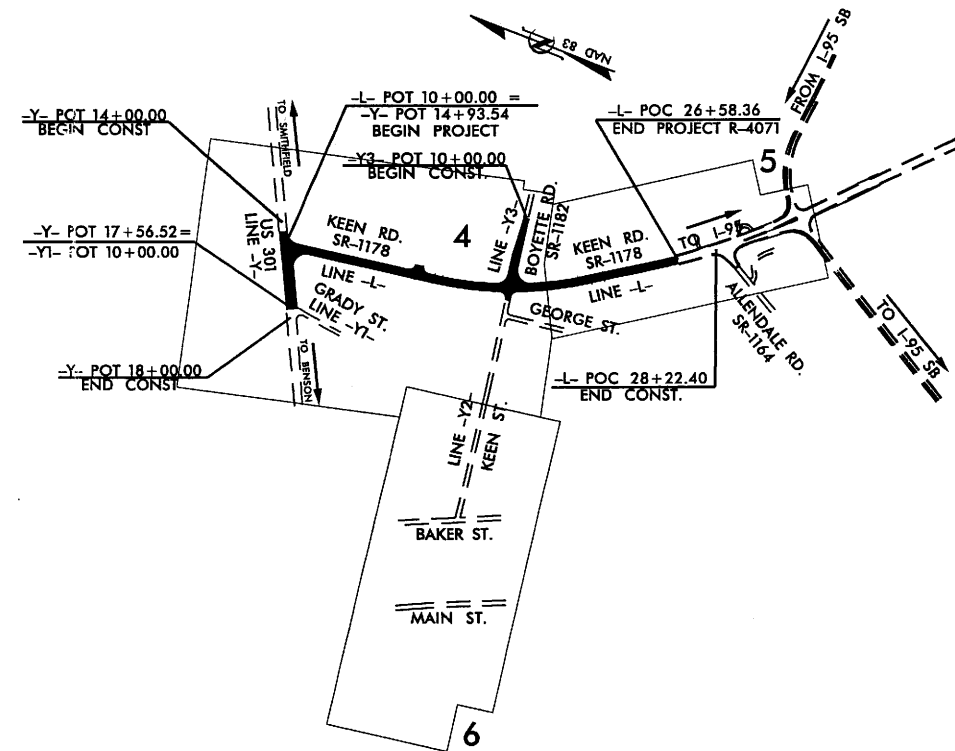 NAD 83
FROM I-95 SB
-Y- POT 14+00.00
BEGIN CONST
TO SMITHFIELD
-L- POT 10+00.00 =
-Y- POT 14+93.54
BEGIN PROJECT
-L- POC 26+58.36
END PROJECT R-4071
-Y3- POT 10+00.00
BEGIN CONST.
5
-Y- POT 17+56.52=
-Y1- POT 10+00.00
US 301
LINE -Y-
KEEN RD.
SR-1178
4
LINE -Y3-
BOYETTE RD.
SR-1182
KEEN RD.
SR-1178
TO I-95
LINE -L-
LINE -L-
GRADY ST.
LINE -Y1-
GEORGE ST.
ALLENDALE RD.
SR-1164
TO I-95 SB
TO BENSON
-Y- POT 18+00.00
END CONST
-L- POC 28+22.40
END CONST.
LINE -Y2-
KEEN ST.
BAKER ST.
MAIN ST.
6